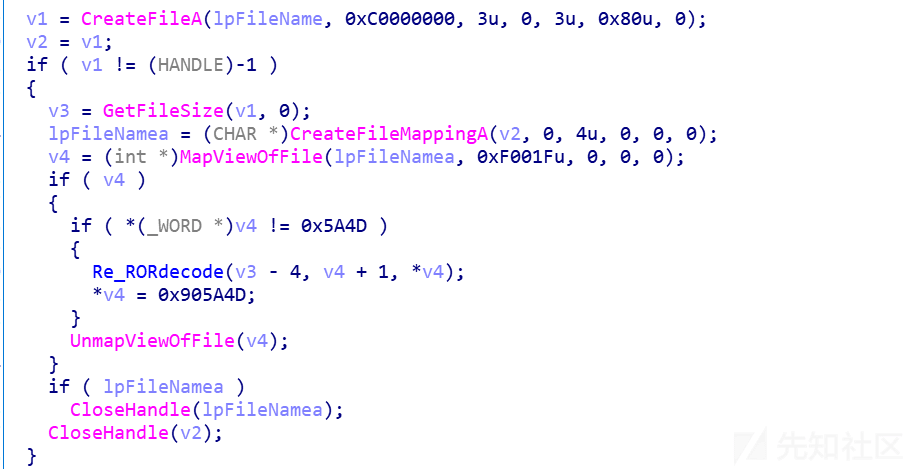 v1 = CreateFileA(lpFileName, 0xC0000000, 3u, 0, 3u, 0x80u, 0);
v2 = v1;
if ( v1 != (HANDLE)-1 )
{
v3 = GetFileSize(v1, 0);
lpFileNamea = (CHAR *)CreateFileMappingA(v2, 0, 4u, 0, 0, 0);
v4 = (int *)MapViewOfFile(lpFileNamea, 0xF001Fu, 0, 0, 0);
if ( v4 )
{
if ( *(_WORD *)v4 != 0x5A4D )
{
Re_RORdecode(v3 - 4, v4 + 1, *v4);
*v4 = 0x905A4D;
}
UnmapViewOfFile(v4);
}
if ( lpFileNamea )
CloseHandle(lpFileNamea);
CloseHandle(v2);
}
先知社区